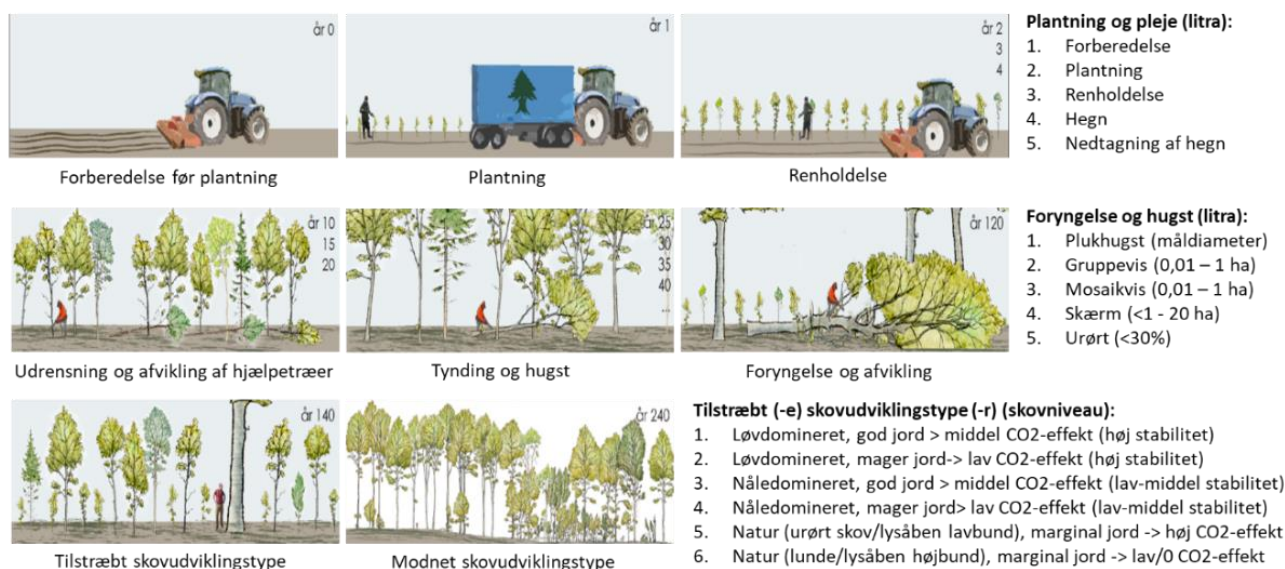 år 0
Forberedelse før plantning
år 1
Plantning
år 2
3
4
Renholdelse
Plantning og pleje (litra):
1. Forberedelse
2. Plantning
3. Renholdelse
4. Hegn
5. Nedtagning af hegn
år 10
15
20
Udrensning og afvikling af hjælpetræer
år 25
30
35
40
Tynding og hugst
år 120
Foryngelse og afvikling
Foryngelse og hugst (litra):
1. Plukhugst (måldiameter)
2. Gruppevis (0,01 – 1 ha)
3. Mosaikvis (0,01 – 1 ha)
4. Skærm (<1 - 20 ha)
5. Urørt (<30%)
år 140
Tilstræbt skovudviklingstype
år 240
Modnet skovudviklingstype
Tilstræbt (-e) skovudviklingstype (-r) (skovniveau):
1. Løvdomineret, god jord > middel CO2-effekt (høj stabilitet)
2. Løvdomineret, mager jord-> lav CO2-effekt (høj stabilitet)
3. Nåledomineret, god jord > middel CO2-effekt (lav-middel stabilitet)
4. Nåledomineret, mager jord> lav CO2-effekt (lav-middel stabilitet)
5. Natur (urørt skov/lysåben lavbund), marginal jord -> høj CO2-effekt
6. Natur (lunde/lysåben højbund), marginal jord -> lav/0 CO2-effekt